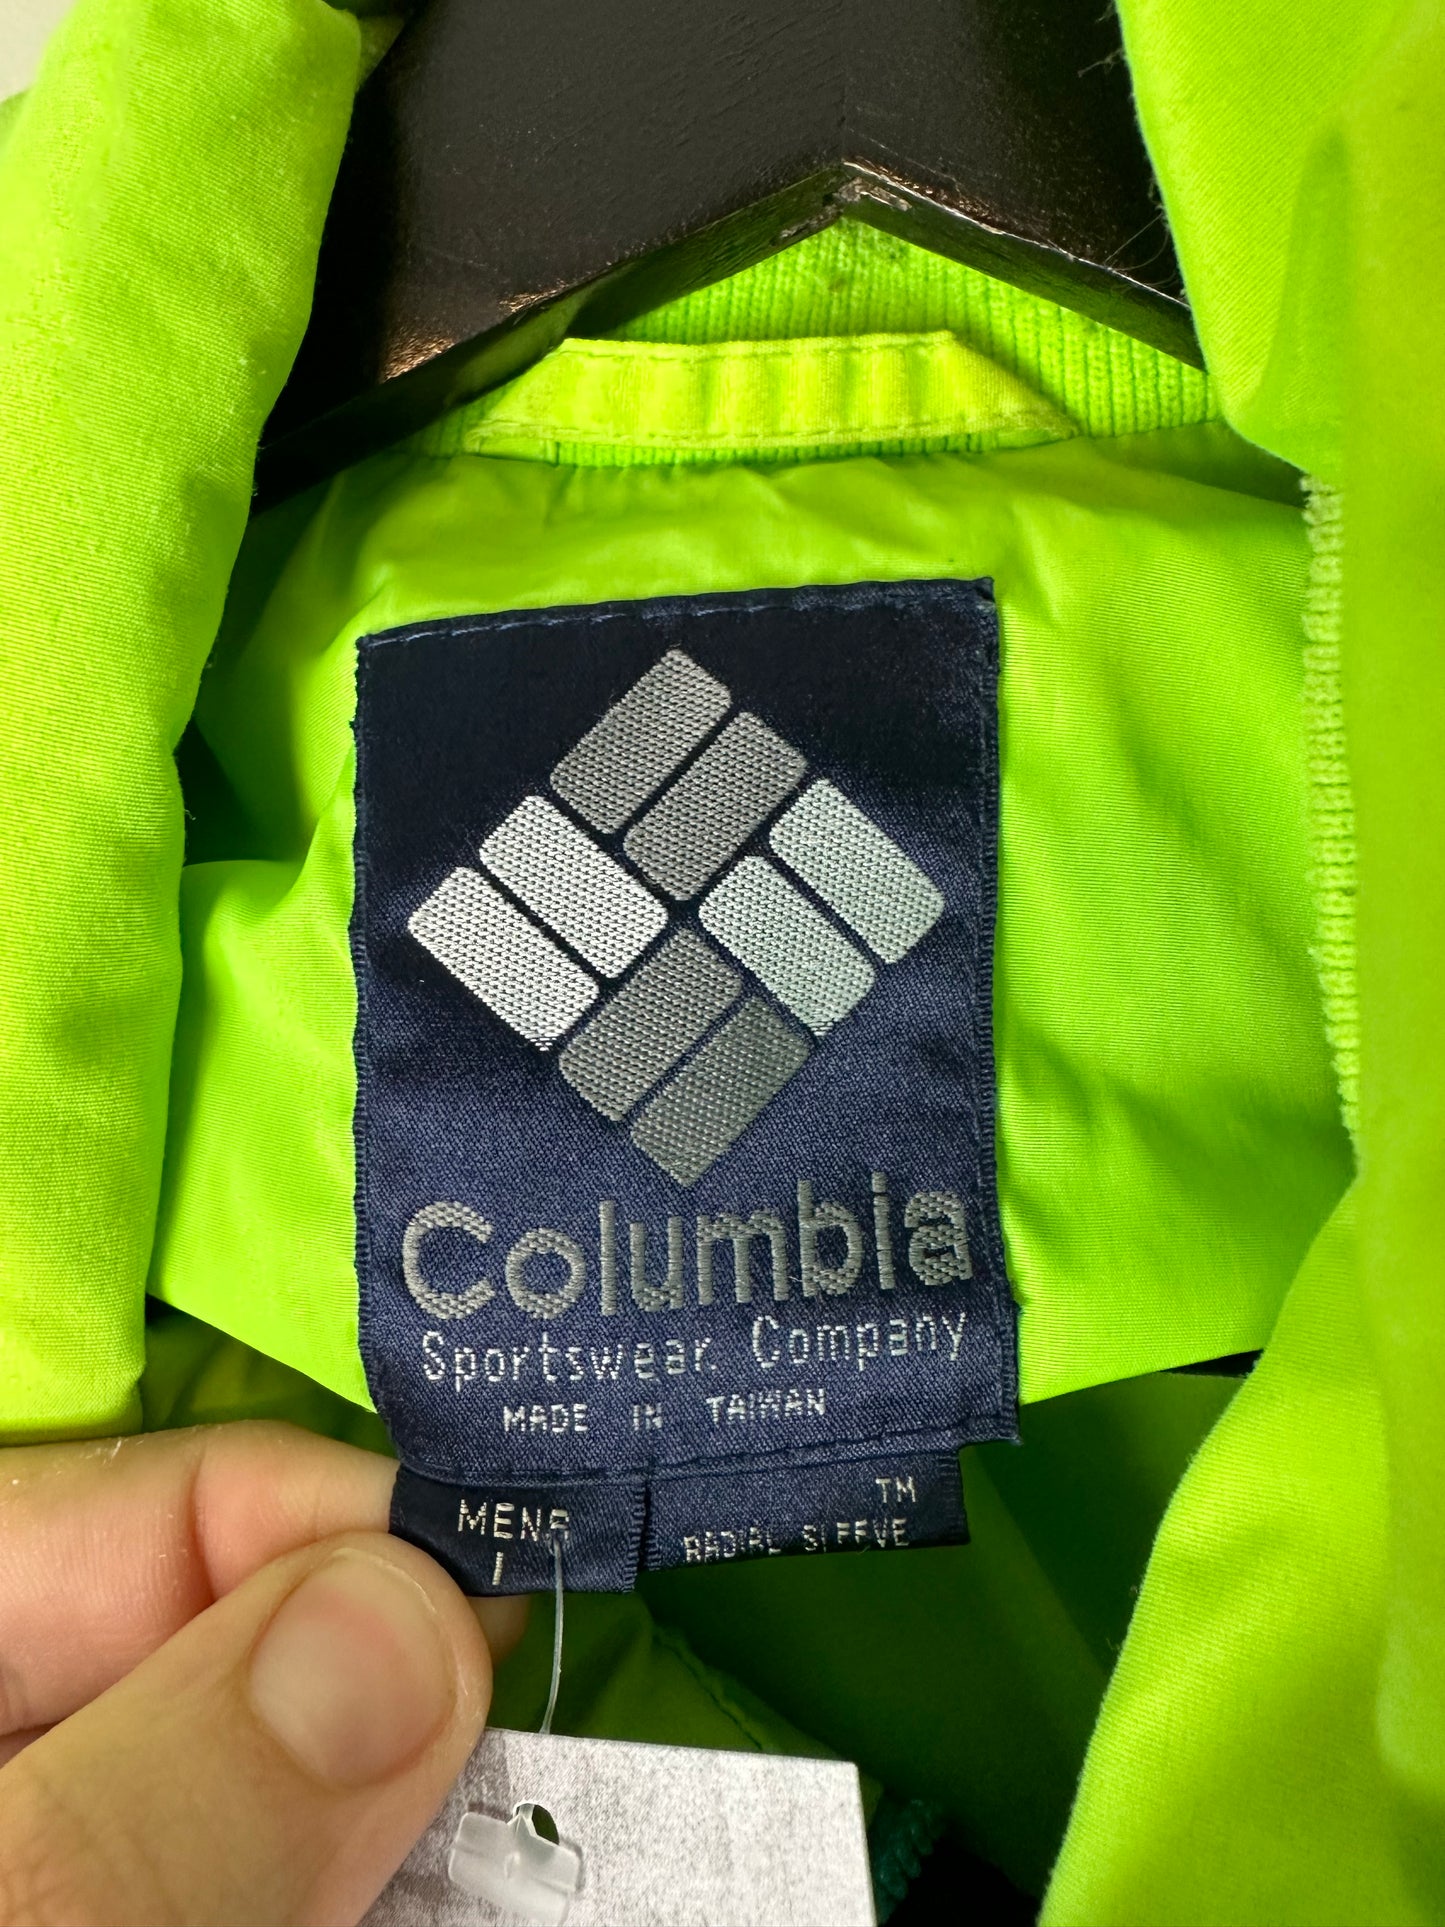 Columbia
Sportswear Company
MADE IN TAIWAN
MENS
TM
RADIAL SLEEVE